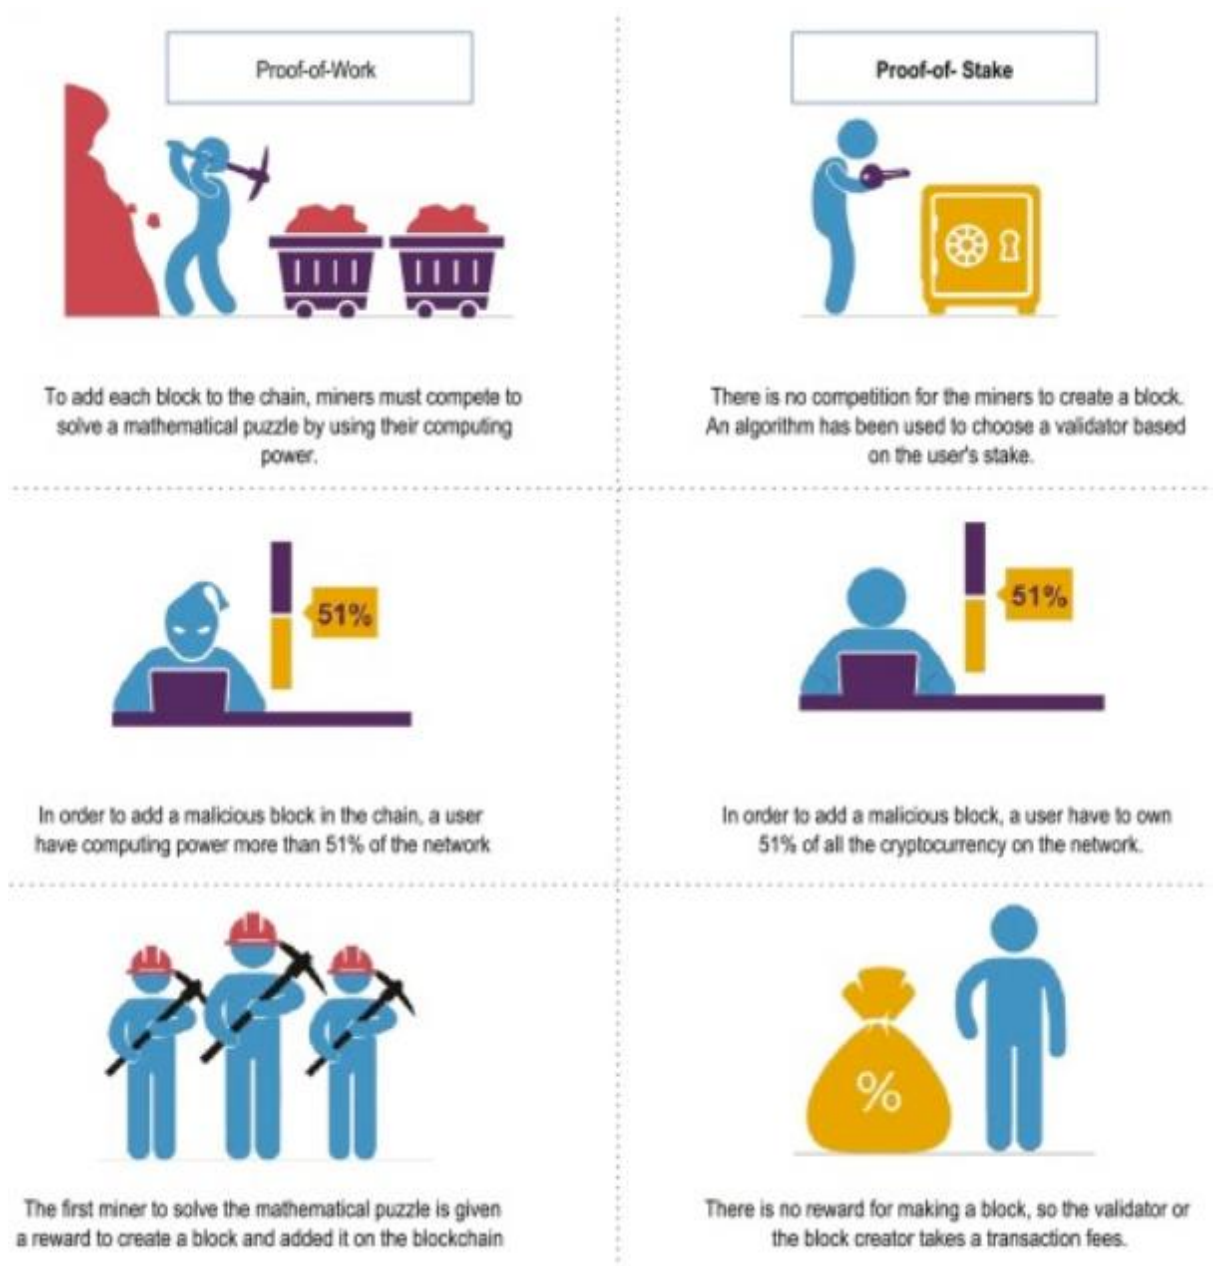 Proof-of-Work
Proof-of- Stake
To add each block to the chain, miners must compete to
solve a mathematical puzzle by using their computing
power.
There is no competition for the miners to create a block.
An algorithm has been used to choose a validator based
on the user's stake.
51%
51%
In order to add a malicious block in the chain, a user
have computing power more than 51% of the network
In order to add a malicious block, a user have to own
51% of all the cryptocurrency on the network.
%
The first miner to solve the mathematical puzzle is given
a reward to create a block and added it on the blockchain
There is no reward for making a block, so the validator or
the block creator takes a transaction fees.